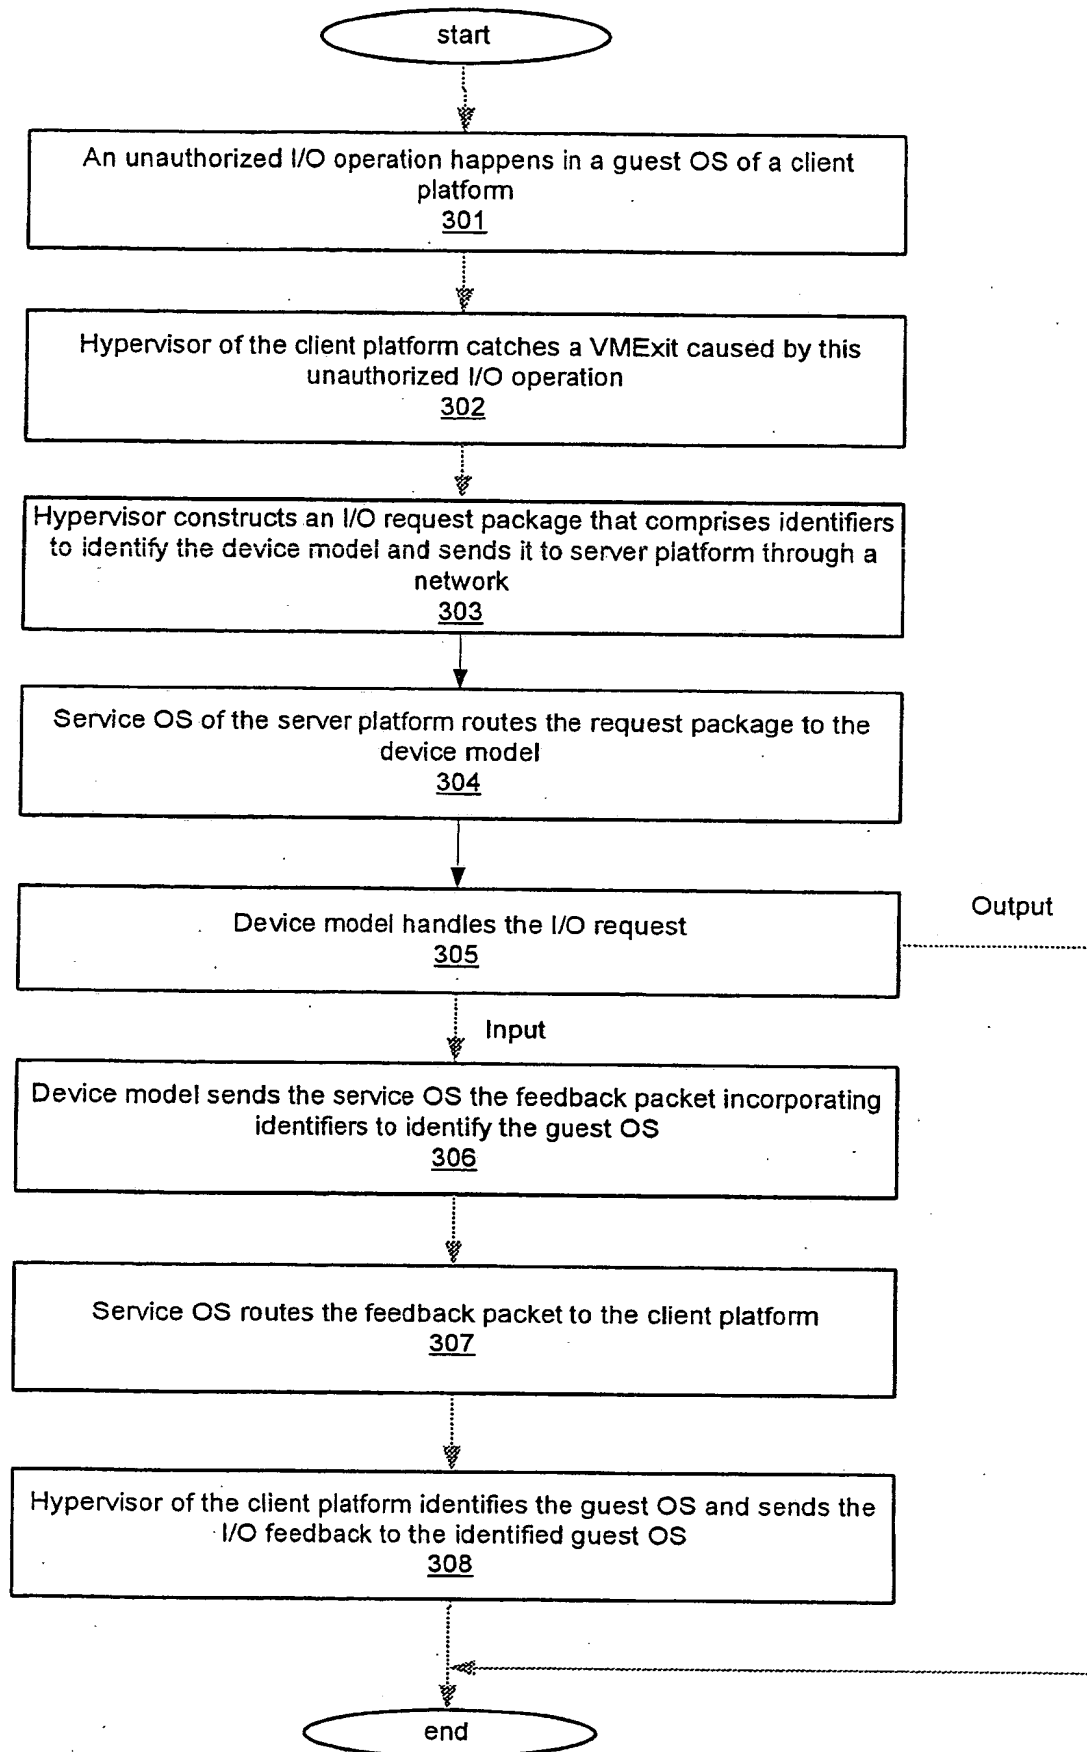 start
An unauthorized I/O operation happens in a guest OS of a client
platform
301
Hypervisor of the client platform catches a VMExit caused by this
unauthorized I/O operation
302
Hypervisor constructs an I/O request package that comprises identifiers
to identify the device model and sends it to server platform through a
network
303
Service OS of the server platform routes the request package to the
device model
304
Device model handles the I/O request
305
Output
Input
Device model sends the service OS the feedback packet incorporating
identifiers to identify the guest OS
306
Service OS routes the feedback packet to the client platform
307
Hypervisor of the client platform identifies the guest OS and sends the
I/O feedback to the identified guest OS
308
end